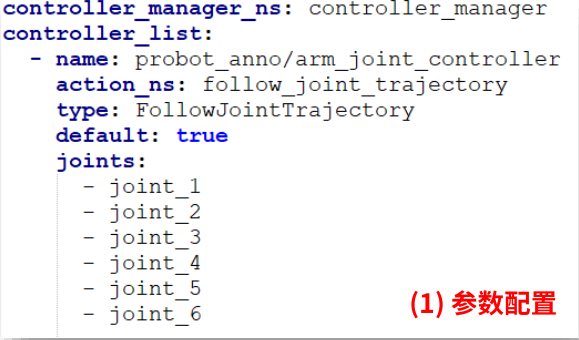 controller_manager_ns: controller_manager
controller_list:
- name: probot_anno/arm_joint_controller
action_ns: follow_joint_trajectory
type: FollowJointTrajectory
default: true
joints:
- joint_1
- joint_2
- joint_3
- joint_4
- joint_5
- joint_6
(1) 参数配置